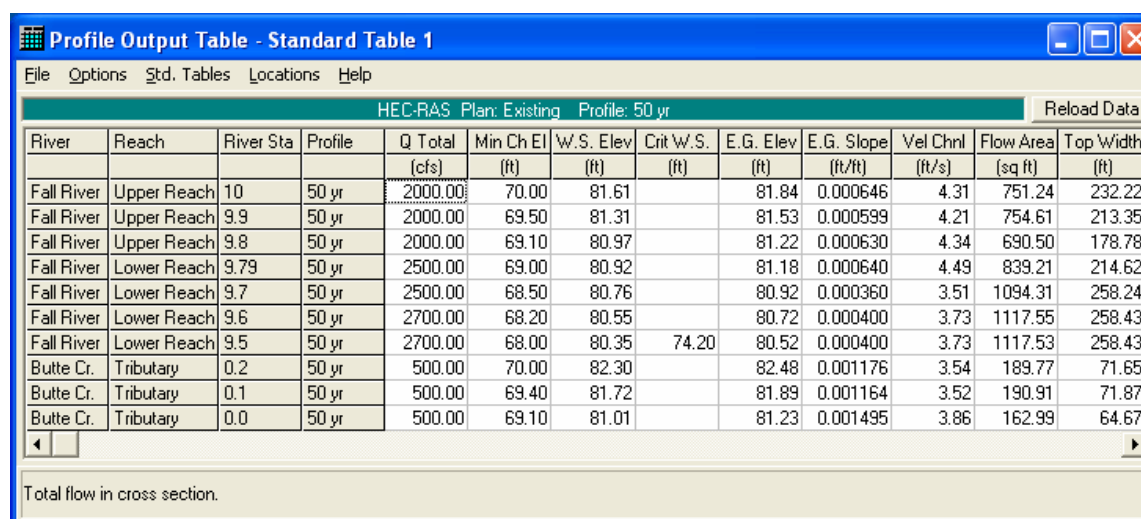 Profile Output Table - Standard Table 1
File Options Std. Tables Locations Help
HEC-RAS Plan: Existing Profile: 50 yr Reload Data
River Reach River Sta Profile Q Total Min Ch El W.S. Elev Crit W.S. E.G. Elev E.G. Slope Vel Chnl Flow Area Top Width
(cfs) (ft) (ft) (ft) (ft) (ft/ft) (ft/s) (sq ft) (ft)
Fall River Upper Reach 10 50 yr 2000.00 70.00 81.61 81.84 0.000646 4.31 751.24 232.22
Fall River Upper Reach 9.9 50 yr 2000.00 69.50 81.31 81.53 0.000599 4.21 754.61 213.35
Fall River Upper Reach 9.8 50 yr 2000.00 69.10 80.97 81.22 0.000630 4.34 690.50 178.78
Fall River Lower Reach 9.79 50 yr 2500.00 69.00 80.92 81.18 0.000640 4.49 839.21 214.62
Fall River Lower Reach 9.7 50 yr 2500.00 68.50 80.76 80.92 0.000360 3.51 1094.31 258.24
Fall River Lower Reach 9.6 50 yr 2700.00 68.20 80.55 80.72 0.000400 3.73 1117.55 258.43
Fall River Lower Reach 9.5 50 yr 2700.00 68.00 80.35 74.20 80.52 0.000400 3.73 1117.53 258.43
Butte Cr. Tributary 0.2 50 yr 500.00 70.00 82.30 82.48 0.001176 3.54 189.77 71.65
Butte Cr. Tributary 0.1 50 yr 500.00 69.40 81.72 81.89 0.001164 3.52 190.91 71.87
Butte Cr. Tributary 0.0 50 yr 500.00 69.10 81.01 81.23 0.001495 3.86 162.99 64.67
Total flow in cross section.